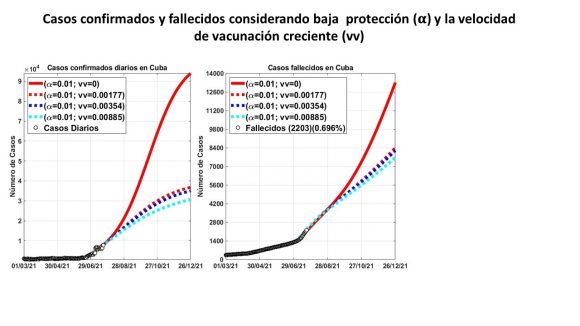 Casos confirmados y fallecidos considerando baja protección (α) y la velocidad
de vacunación creciente (vv)
Casos confirmados diarios en Cuba
×10⁴
Número de Casos
9
8
7
6
5
4
3
2
1
(α=0.01; vv=0)
(α=0.01; vv=0.00177)
(α=0.01; vv=0.00354)
(α=0.01; vv=0.00885)
Casos Diarios
01/03/21 30/04/21 29/06/21 28/08/21 27/10/21 26/12/21
Casos fallecidos en Cuba
Número de Casos
14000
12600
11200
9800
8400
7000
5600
4200
2800
1400
0
(α=0.01; vv=0)
(α=0.01; vv=0.00177)
(α=0.01; vv=0.00354)
(α=0.01; vv=0.00885)
Fallecidos (2203)(0.696%)
01/03/21 30/04/21 29/06/21 28/08/21 27/10/21 26/12/21